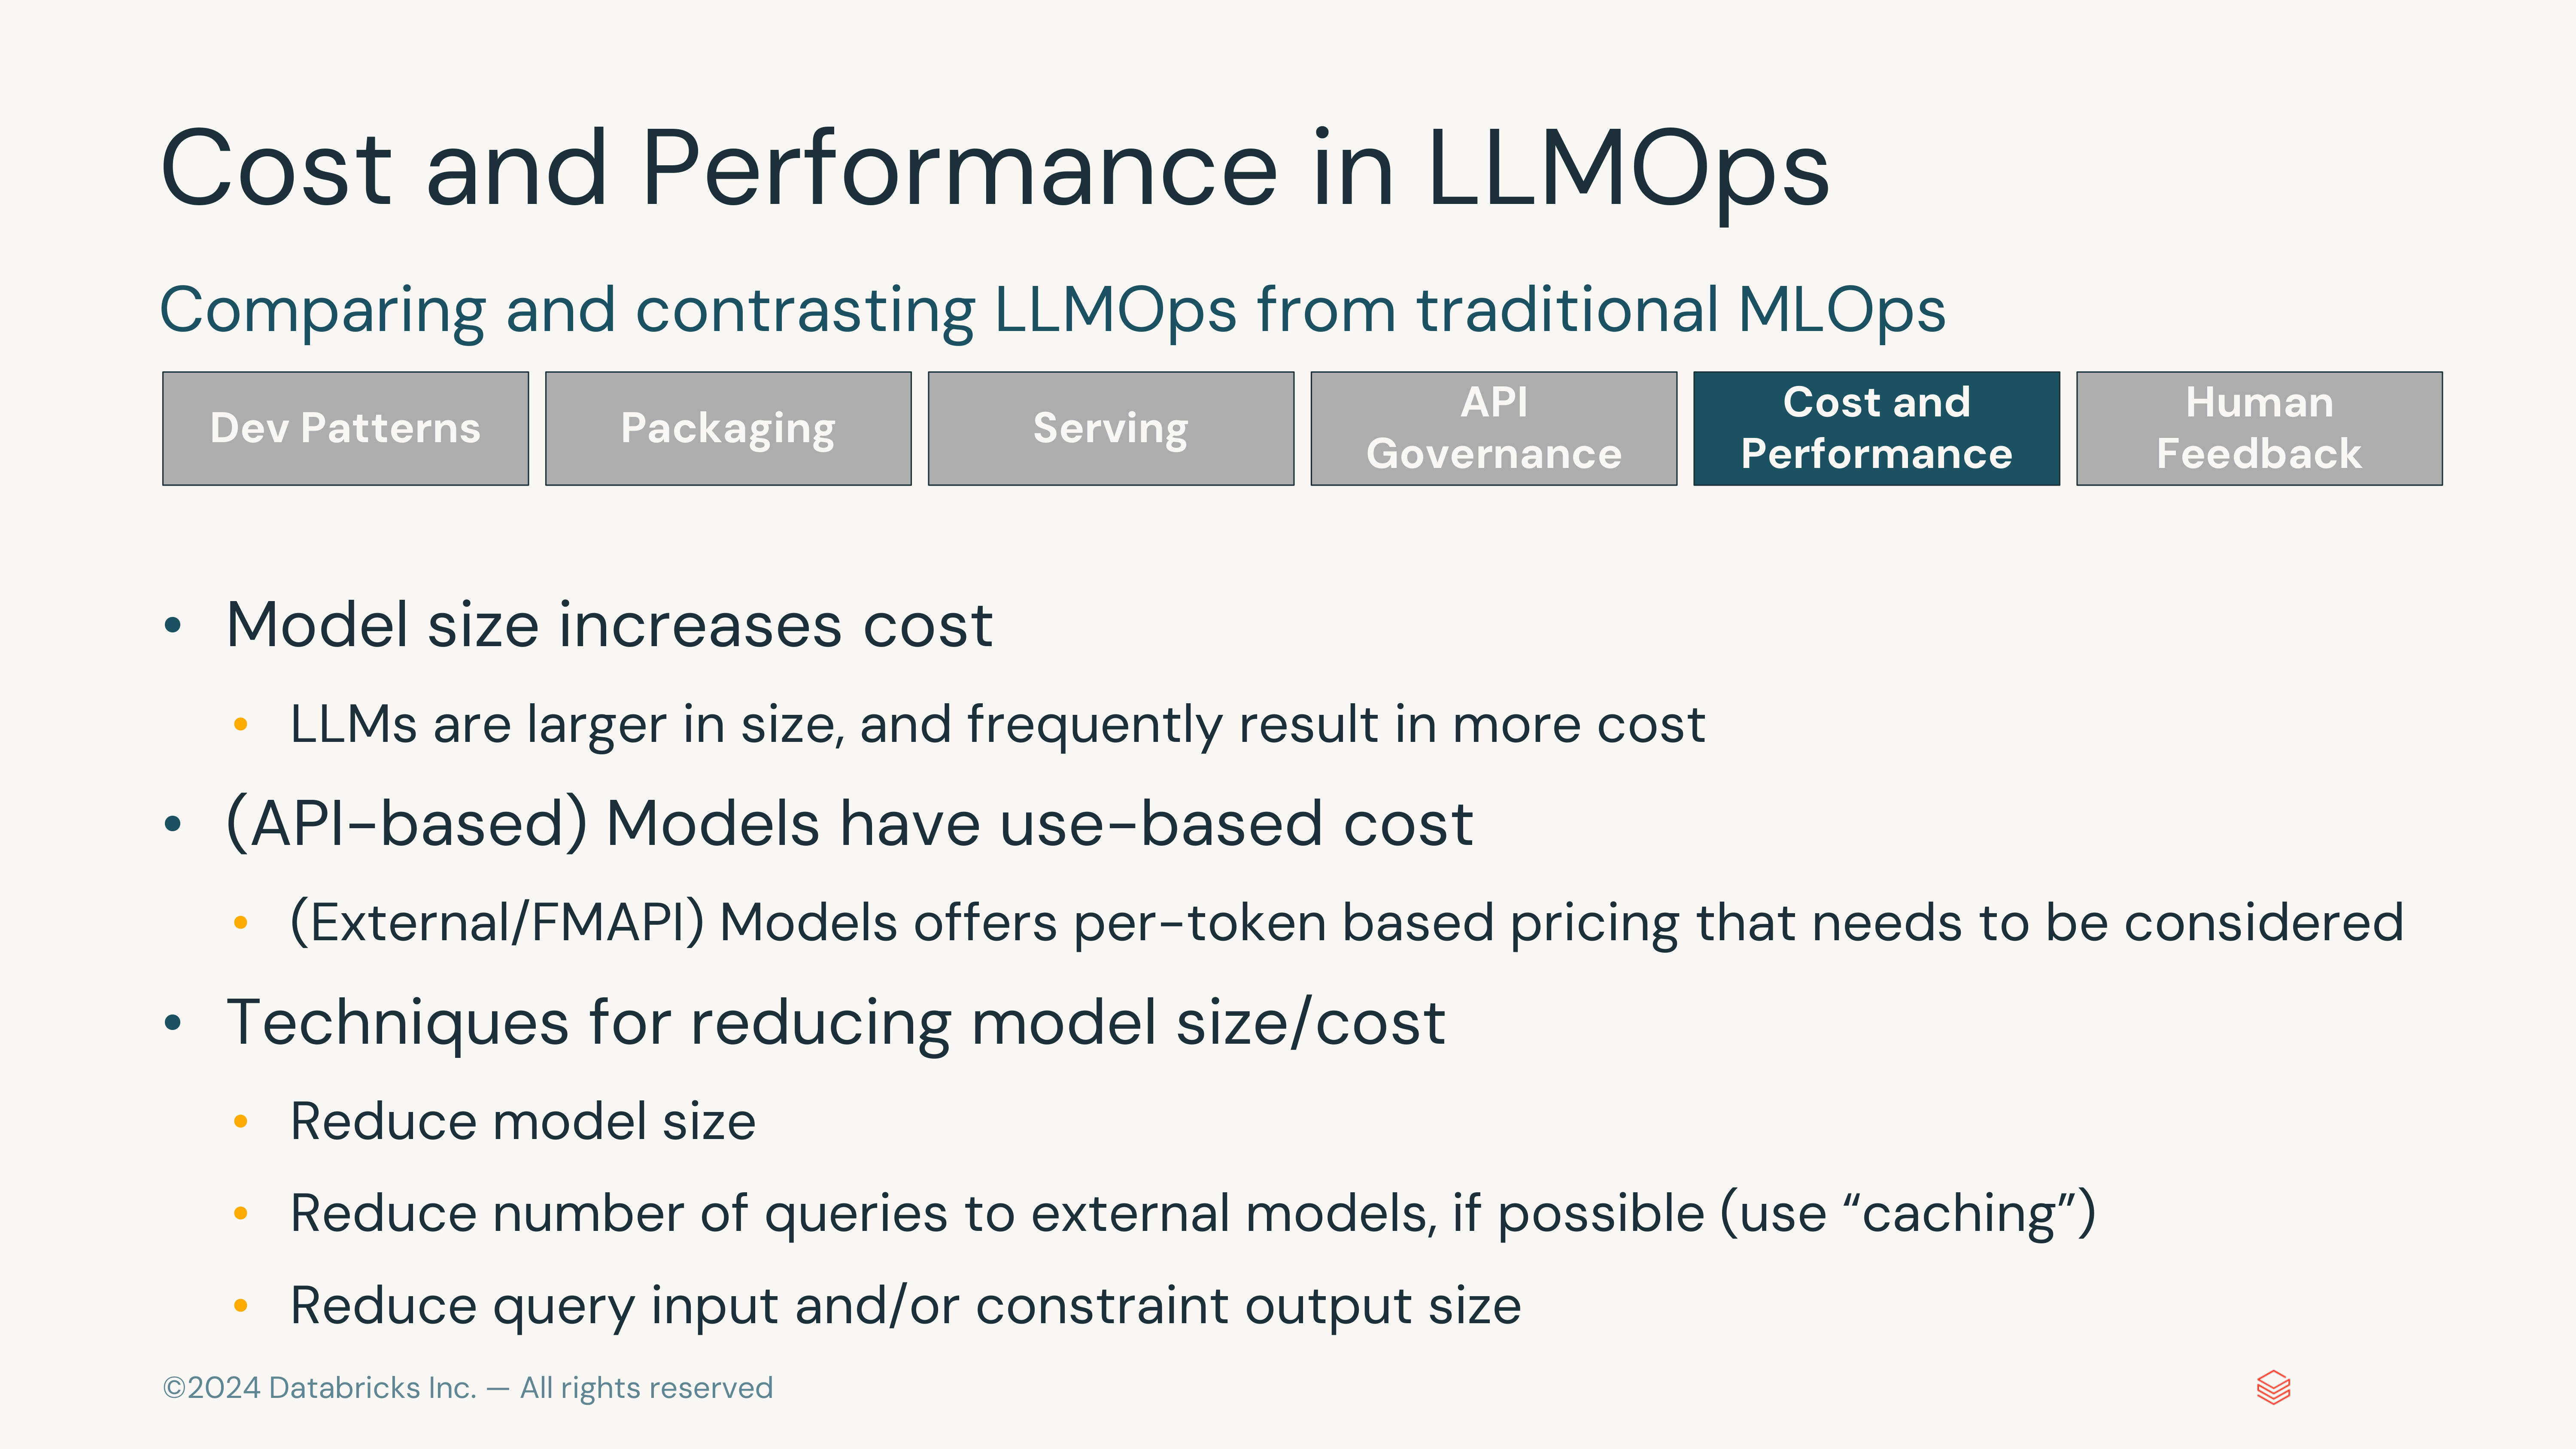 Cost and Performance in LLMOps
Comparing and contrasting LLMOps from traditional MLOps
Dev Patterns
Packaging
Serving
API
Governance
Cost and
Performance
Human
Feedback
• Model size increases cost
• LLMs are larger in size, and frequently result in more cost
• (API-based) Models have use-based cost
• (External/FMAPI) Models offers per-token based pricing that needs to be considered
• Techniques for reducing model size/cost
• Reduce model size
• Reduce number of queries to external models, if possible (use “caching”)
• Reduce query input and/or constraint output size
©2024 Databricks Inc. — All rights reserved